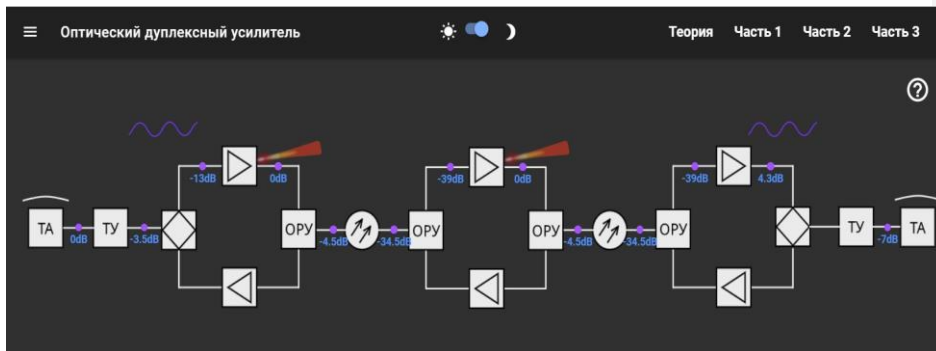 Оптический дуплексный усилитель
Теория Часть 1 Часть 2 Часть 3
?
-13dB 0dB -39dB 0dB -39dB 4.3dB
ТА 0dB ТУ -3.5dB ОРУ -4.5dB -34.5dB ОРУ ОРУ -4.5dB -34.5dB ОРУ ТУ -7dB ТА